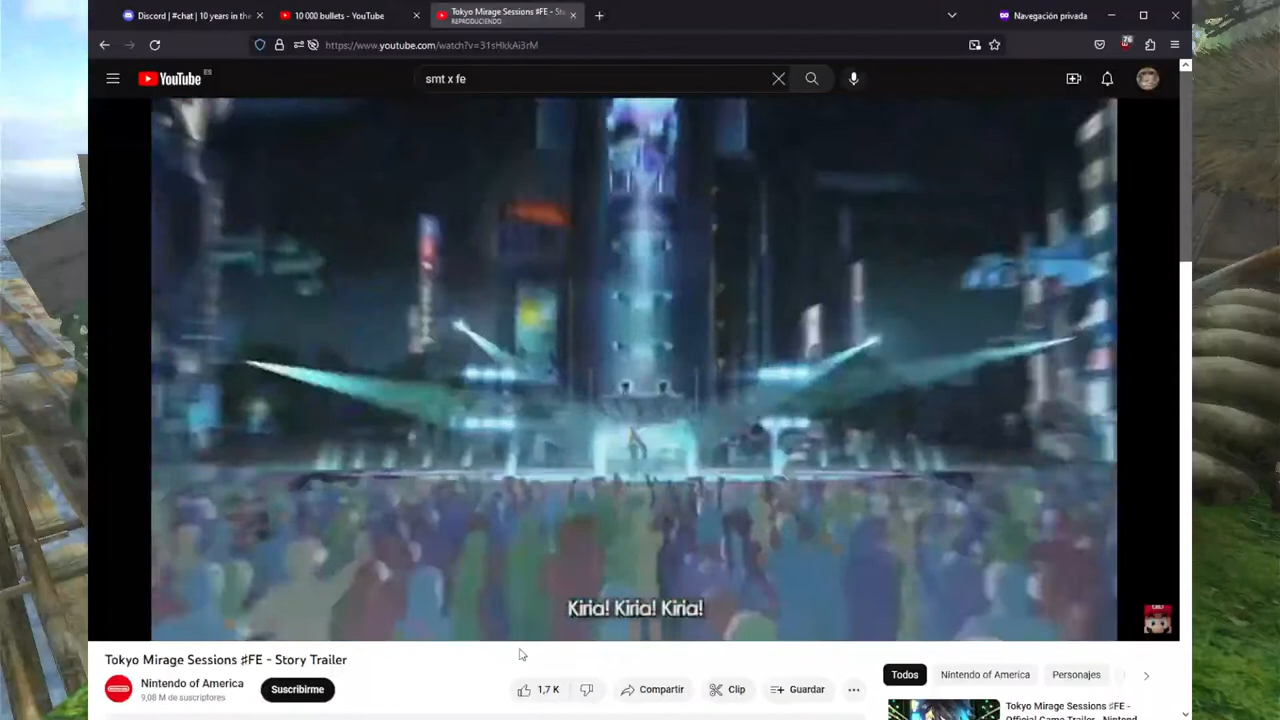 Discord | #chat | 10 years in the
10 000 bullets - YouTube
Tokyo Mirage Sessions #FE - Sto
REPRODUCIENDO
Navegación privada
https://www.youtube.com/watch?v=31sHkkAi3rM
76
YouTube ES
smt x fe
Kiria! Kiria! Kiria!
Tokyo Mirage Sessions ♯FE - Story Trailer
Nintendo of America
9,08 M de suscriptores
Suscribirme
1,7 K
Compartir
Clip
Guardar
Todos
Nintendo of America
Personajes
Tokyo Mirage Sessions ♯FE -
Official Game Trailer - Nintend